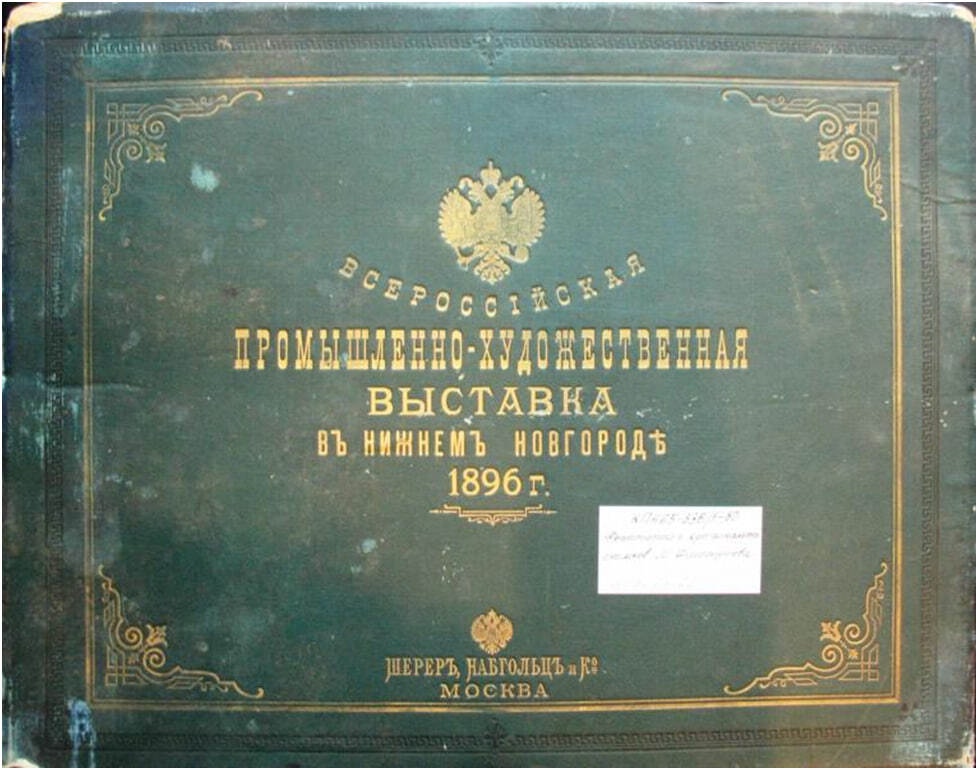 ВСЕРОССІЙСКАЯ
ПРОМЫШЛЕННО-ХУДОЖЕСТВЕННАЯ
ВЫСТАВКА
ВЪ НИЖНЕМЪ НОВГОРОДѢ
1896 г.
ШЕРЕРЪ, НАБГОЛЬЦЪ и Ко.
МОСКВА